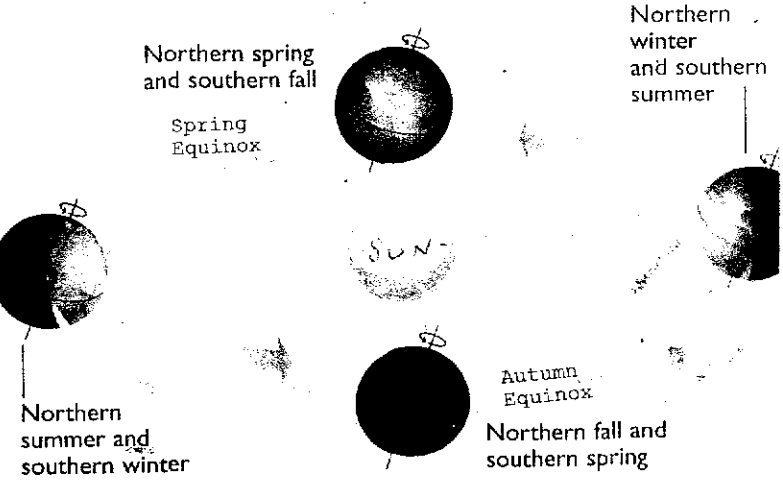 Northern spring
and southern fall
Spring
Equinox
Northern
winter
and southern
summer
SUN
Northern
summer and
southern winter
Autumn
Equinox
Northern fall and
southern spring